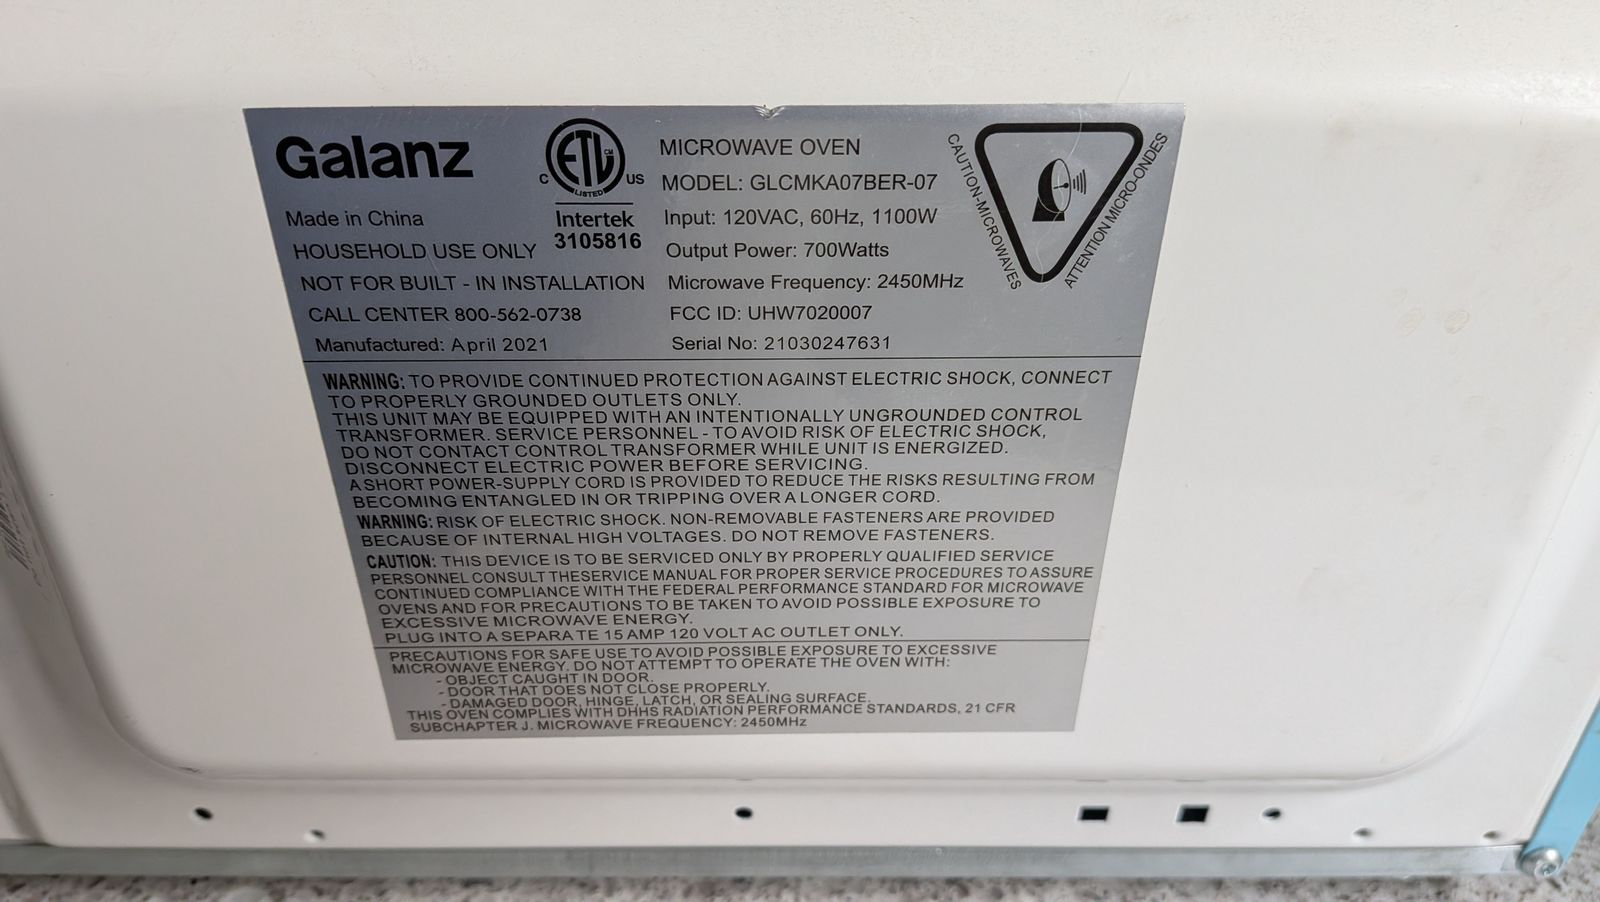 Galanz
ETL CM
LISTED
C US
Intertek
3105816
Made in China
HOUSEHOLD USE ONLY
NOT FOR BUILT - IN INSTALLATION
CALL CENTER 800-562-0738
Manufactured: April 2021
MICROWAVE OVEN
MODEL: GLCMKA07BER-07
Input: 120VAC, 60Hz, 1100W
Output Power: 700Watts
Microwave Frequency: 2450MHz
FCC ID: UHW7020007
Serial No: 21030247631
CAUTION-MICROWAVES
ATTENTION MICRO-ONDES
WARNING: TO PROVIDE CONTINUED PROTECTION AGAINST ELECTRIC SHOCK, CONNECT
TO PROPERLY GROUNDED OUTLETS ONLY.
THIS UNIT MAY BE EQUIPPED WITH AN INTENTIONALLY UNGROUNDED CONTROL
TRANSFORMER. SERVICE PERSONNEL - TO AVOID RISK OF ELECTRIC SHOCK,
DO NOT CONTACT CONTROL TRANSFORMER WHILE UNIT IS ENERGIZED.
DISCONNECT ELECTRIC POWER BEFORE SERVICING.
A SHORT POWER-SUPPLY CORD IS PROVIDED TO REDUCE THE RISKS RESULTING FROM
BECOMING ENTANGLED IN OR TRIPPING OVER A LONGER CORD.
WARNING: RISK OF ELECTRIC SHOCK. NON-REMOVABLE FASTENERS ARE PROVIDED
BECAUSE OF INTERNAL HIGH VOLTAGES. DO NOT REMOVE FASTENERS.
CAUTION: THIS DEVICE IS TO BE SERVICED ONLY BY PROPERLY QUALIFIED SERVICE
PERSONNEL CONSULT THESERVICE MANUAL FOR PROPER SERVICE PROCEDURES TO ASSURE
CONTINUED COMPLIANCE WITH THE FEDERAL PERFORMANCE STANDARD FOR MICROWAVE
OVENS AND FOR PRECAUTIONS TO BE TAKEN TO AVOID POSSIBLE EXPOSURE TO
EXCESSIVE MICROWAVE ENERGY.
PLUG INTO A SEPARA TE 15 AMP 120 VOLT AC OUTLET ONLY.
PRECAUTIONS FOR SAFE USE TO AVOID POSSIBLE EXPOSURE TO EXCESSIVE
MICROWAVE ENERGY. DO NOT ATTEMPT TO OPERATE THE OVEN WITH:
- OBJECT CAUGHT IN DOOR.
- DOOR THAT DOES NOT CLOSE PROPERLY.
- DAMAGED DOOR, HINGE, LATCH, OR SEALING SURFACE.
THIS OVEN COMPLIES WITH DHHS RADIATION PERFORMANCE STANDARDS, 21 CFR
SUBCHAPTER J. MICROWAVE FREQUENCY: 2450MHz